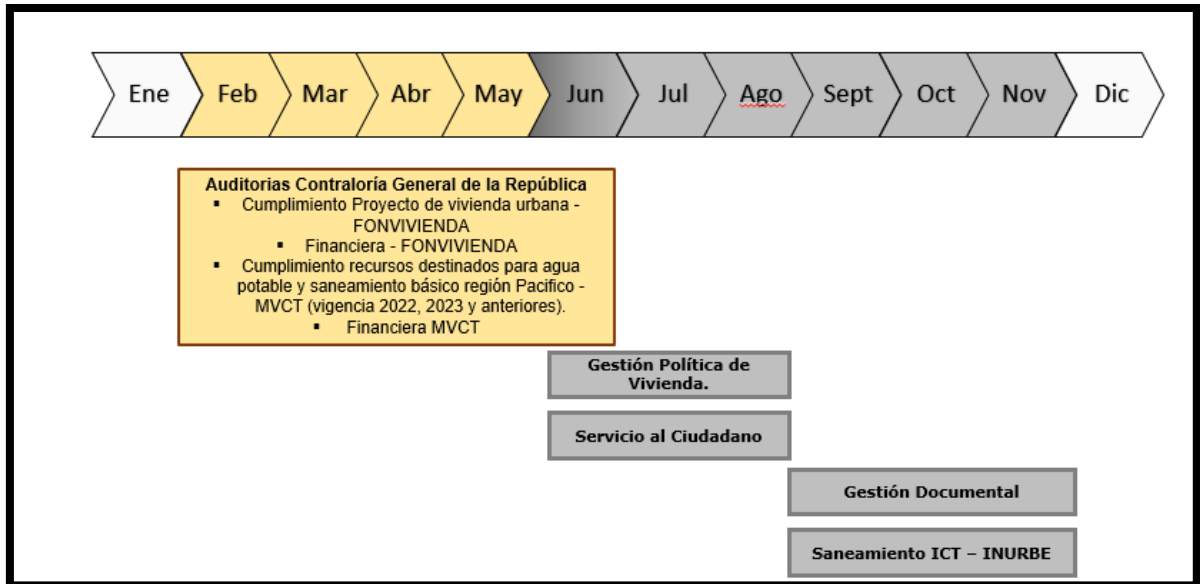 Ene Feb Mar Abr May Jun Jul Ago Sept Oct Nov Dic
Auditorias Contraloría General de la República
▪ Cumplimiento Proyecto de vivienda urbana -
FONVIVIENDA
▪ Financiera - FONVIVIENDA
▪ Cumplimiento recursos destinados para agua
potable y saneamiento básico región Pacifico -
MVCT (vigencia 2022, 2023 y anteriores).
▪ Financiera MVCT
Gestión Política de
Vivienda.
Servicio al Ciudadano
Gestión Documental
Saneamiento ICT – INURBE